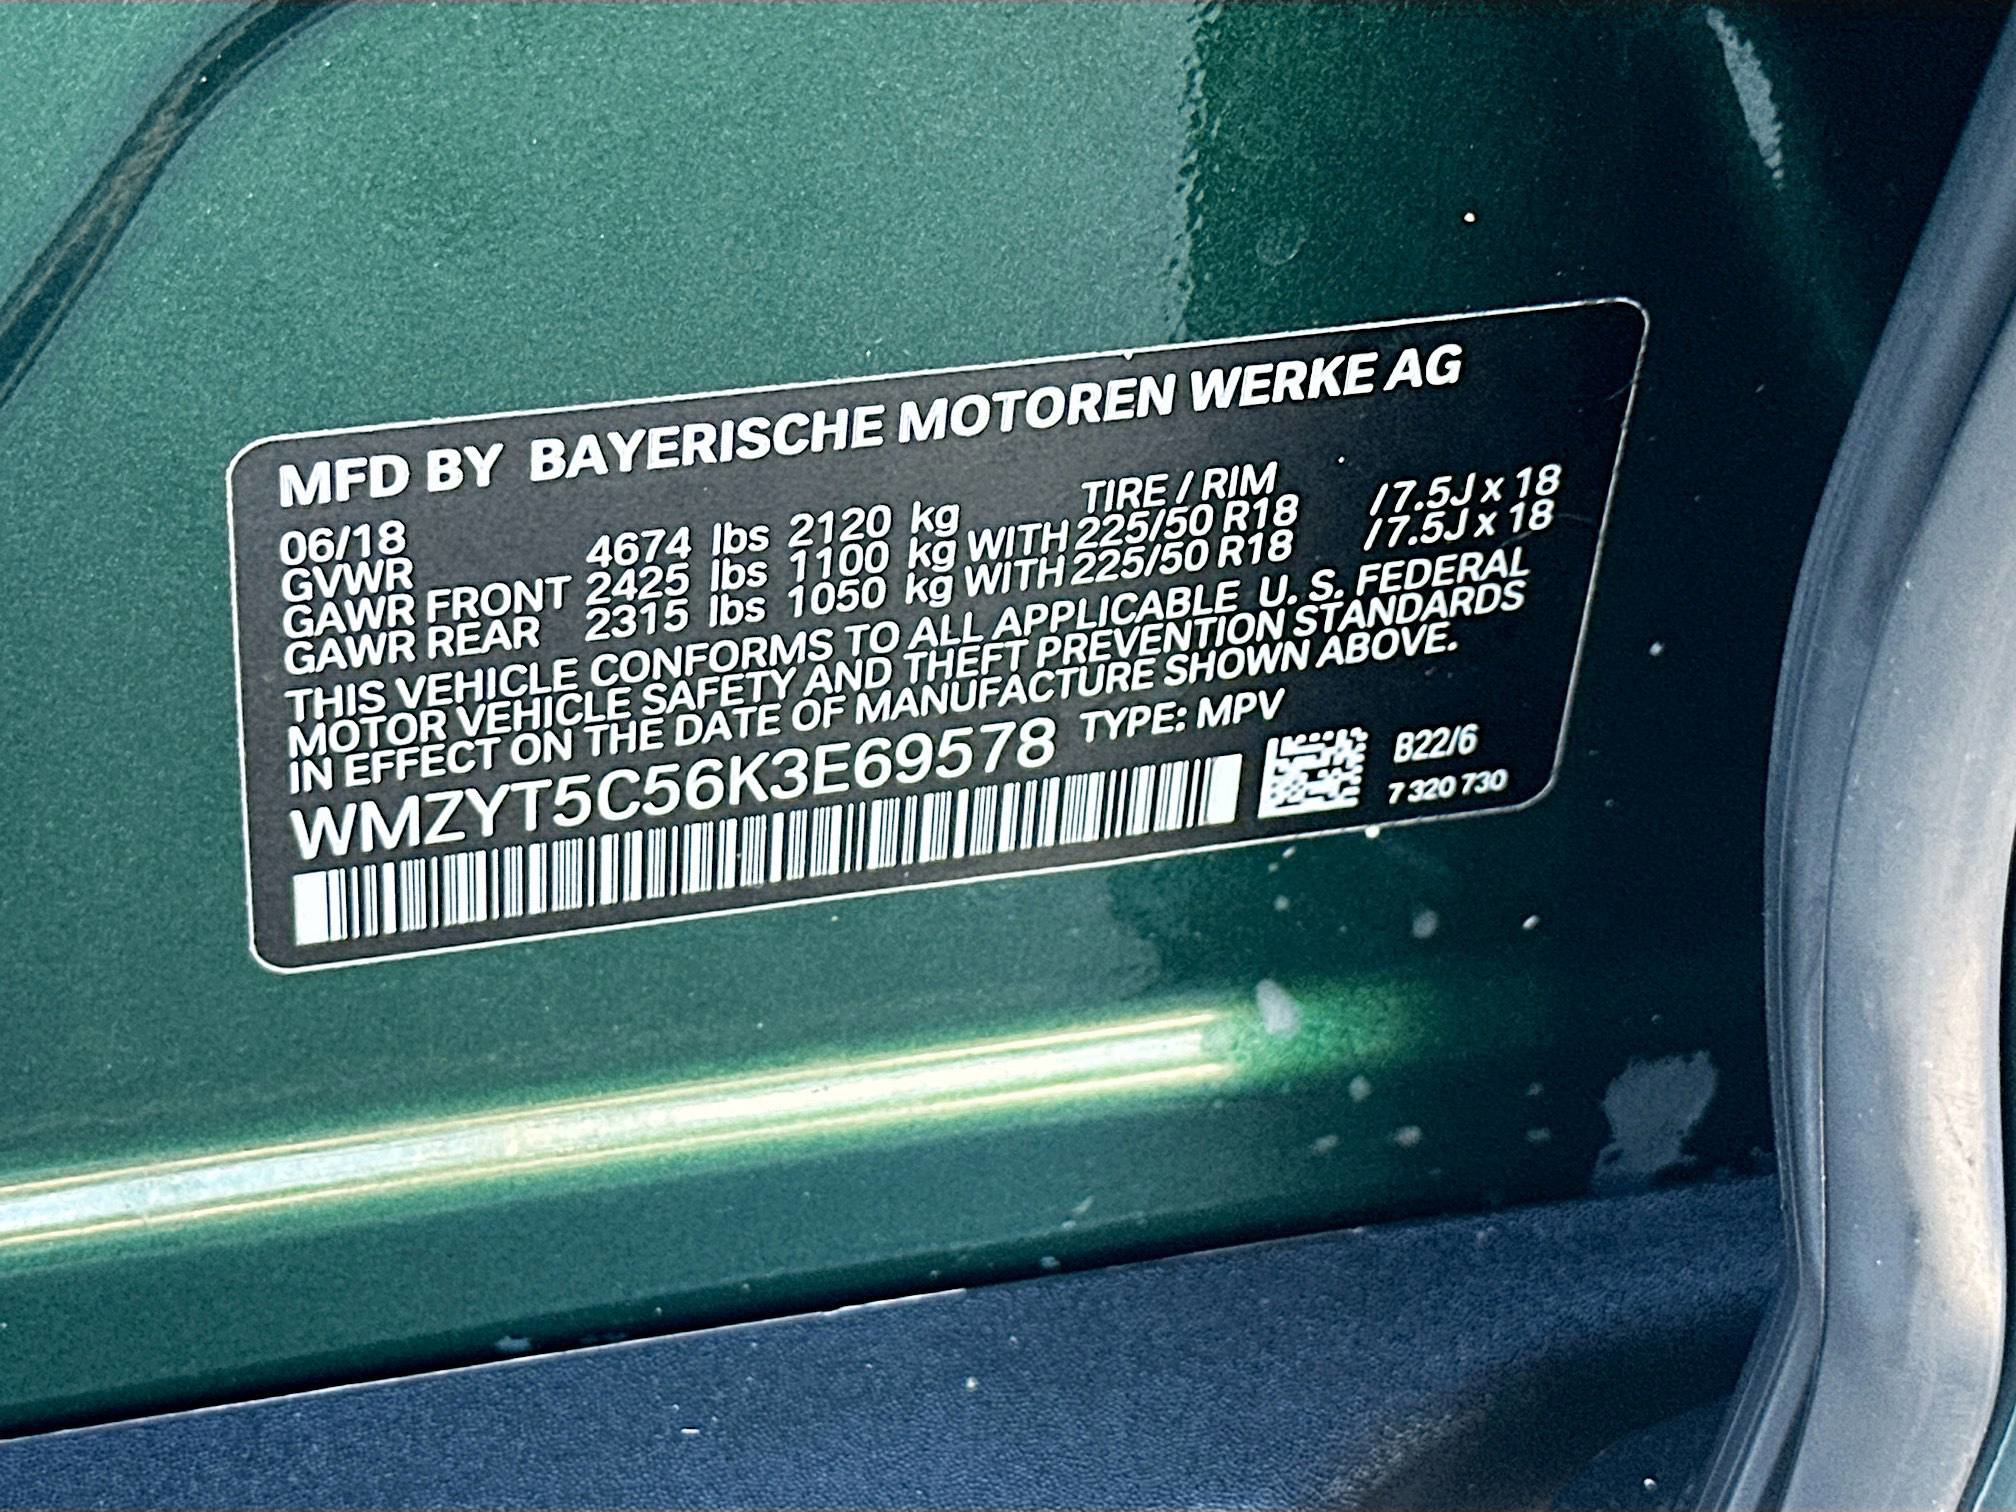 MFD BY BAYERISCHE MOTOREN WERKE AG
06/18 TIRE / RIM
GVWR 4674 lbs 2120 kg
GAWR FRONT 2425 lbs 1100 kg WITH 225/50 R18 /7.5J x 18
GAWR REAR 2315 lbs 1050 kg WITH 225/50 R18 /7.5J x 18
THIS VEHICLE CONFORMS TO ALL APPLICABLE U. S. FEDERAL
MOTOR VEHICLE SAFETY AND THEFT PREVENTION STANDARDS
IN EFFECT ON THE DATE OF MANUFACTURE SHOWN ABOVE.
WMZYT5C56K3E69578 TYPE: MPV
B22/6
7 320 730